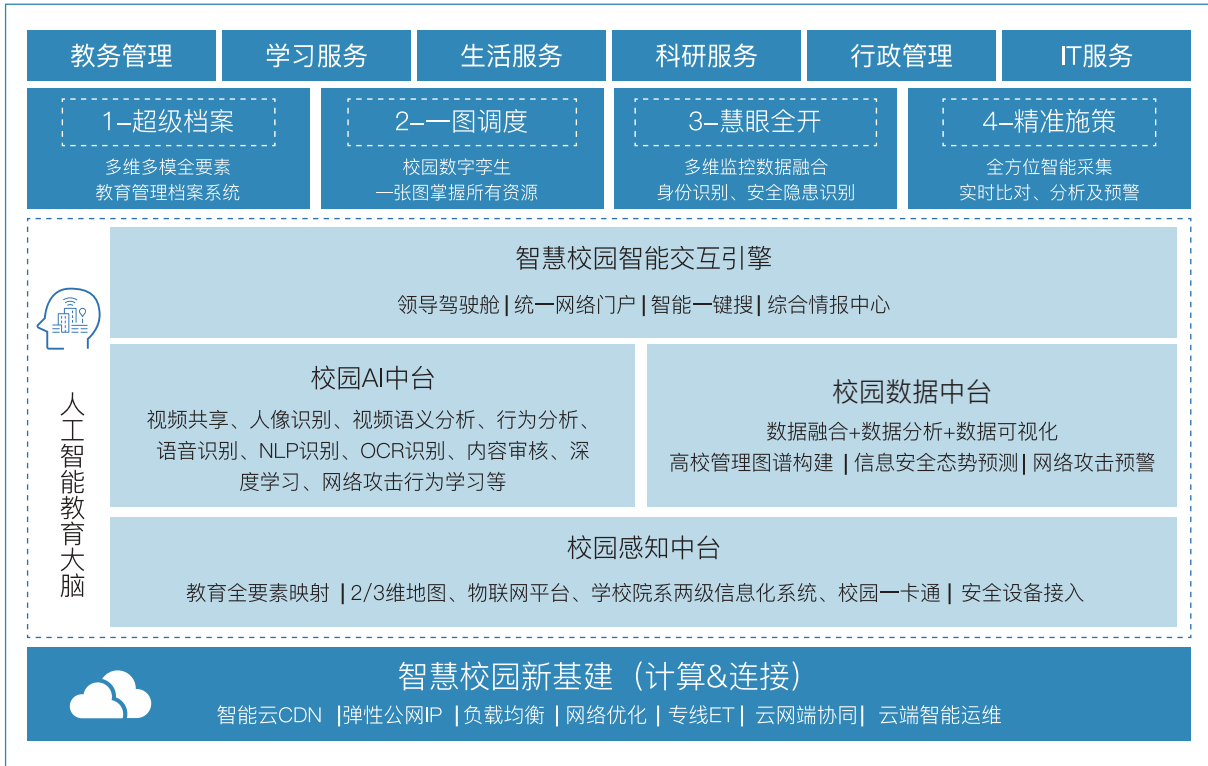 教务管理
学习服务
生活服务
科研服务
行政管理
IT服务
1–超级档案
多维多模全要素
教育管理档案系统
2–一图调度
校园数字孪生
一张图掌握所有资源
3–慧眼全开
多维监控数据融合
身份识别、安全隐患识别
4–精准施策
全方位智能采集
实时比对、分析及预警
人工智能教育大脑
智慧校园智能交互引擎
领导驾驶舱|统一网络门户|智能一键搜|综合情报中心
校园AI中台
视频共享、人像识别、视频语义分析、行为分析、
语音识别、NLP识别、OCR识别、内容审核、深
度学习、网络攻击行为学习等
校园数据中台
数据融合+数据分析+数据可视化
高校管理图谱构建 |信息安全态势预测|网络攻击预警
校园感知中台
教育全要素映射 |2/3维地图、物联网平台、学校院系两级信息化系统、校园一卡通| 安全设备接入
智慧校园新基建（计算&连接）
智能云CDN |弹性公网IP |负载均衡 |网络优化 |专线ET| 云网端协同| 云端智能运维